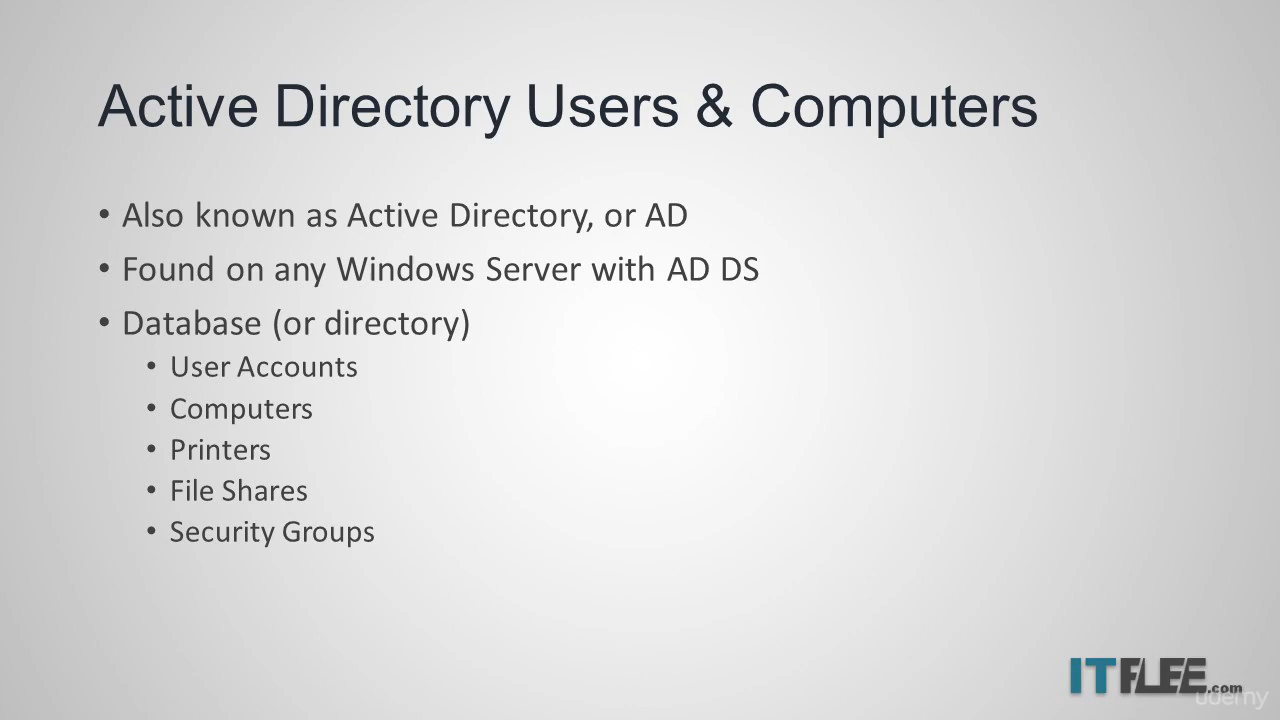 Active Directory Users & Computers
• Also known as Active Directory, or AD
• Found on any Windows Server with AD DS
• Database (or directory)
• User Accounts
• Computers
• Printers
• File Shares
• Security Groups
ITFLEE.com
udemy